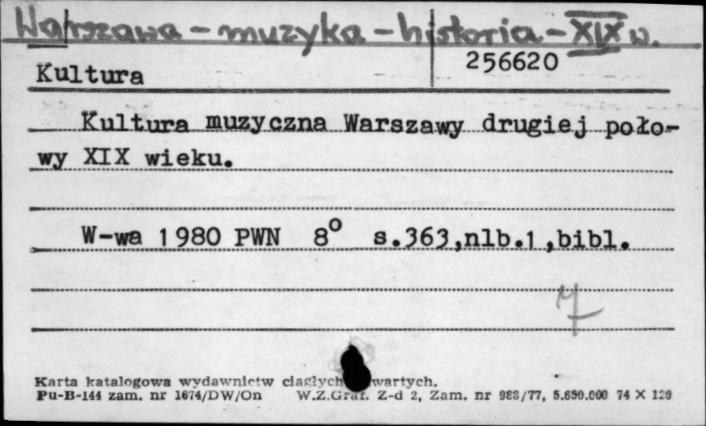 Warszawa - muzyka - historia - XIX w.
256620
Kultura
Kultura muzyczna Warszawy drugiej poło-
wy XIX wieku.
W-wa 1980 PWN 8° s.363,nlb.1,bibl.
Karta katalogowa wydawnictw ciągłych wartych.
Pu-B-144 zam. nr 1674/DW/On W.Z.Graf. Z-d 2, Zam. nr 988/77, 5.650.000 74 X 120